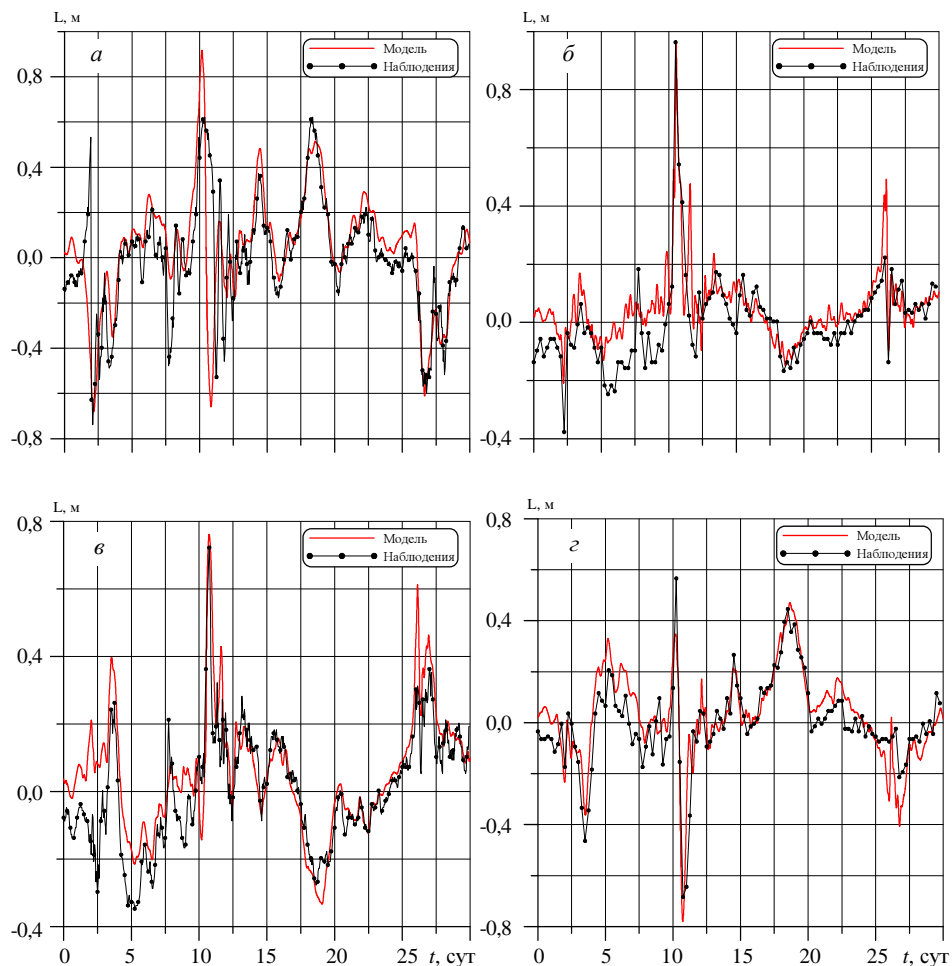 L, м
а
Модель
Наблюдения
0,8
0,4
0,0
-0,4
-0,8
L, м
б
Модель
Наблюдения
0,8
0,4
0,0
-0,4
L, м
в
Модель
Наблюдения
0,8
0,4
0,0
-0,4
0 5 10 15 20 25 t, сут
L, м
г
Модель
Наблюдения
0,8
0,4
0,0
-0,4
-0,8
0 5 10 15 20 25 t, сут